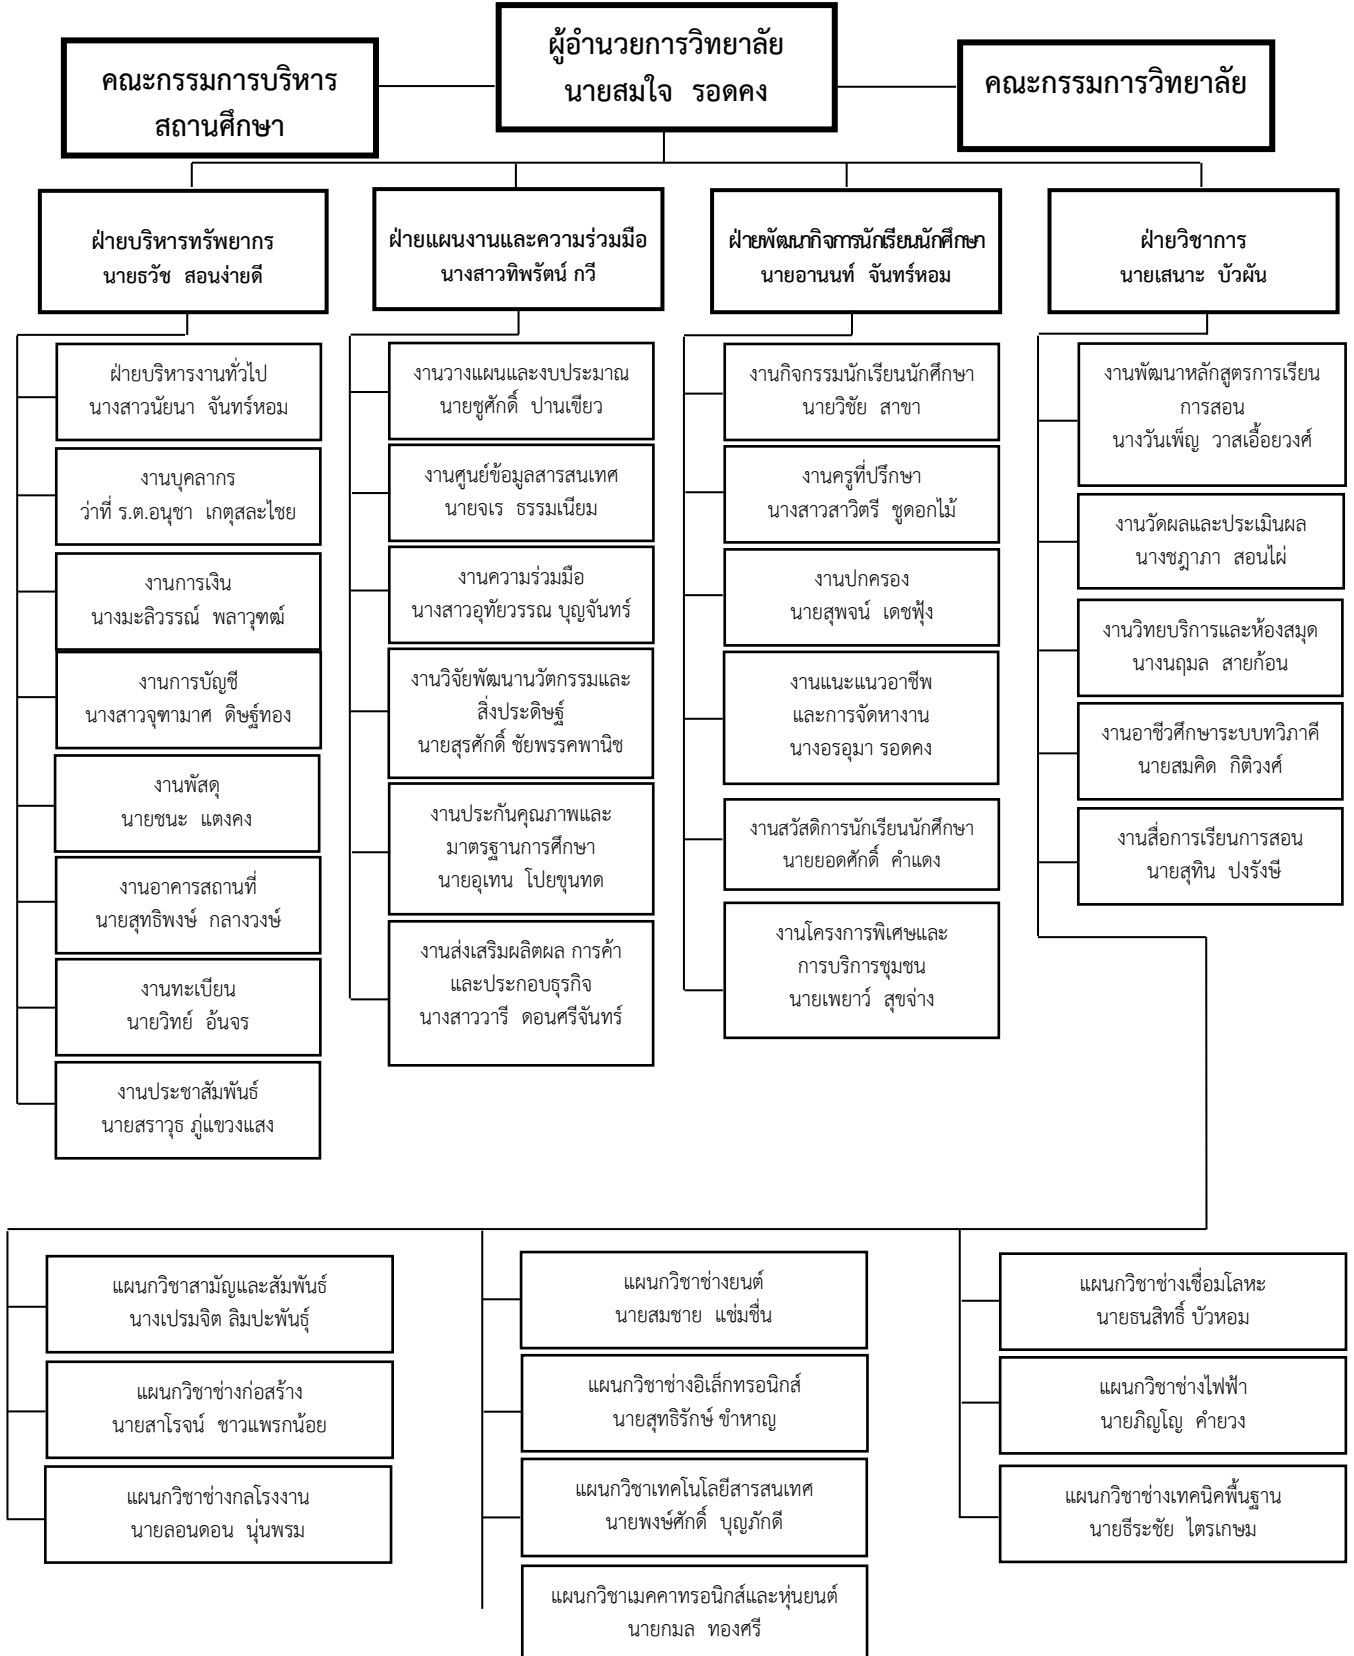 ผู้อำนวยการวิทยาลัย
นายสมใจ รอดคง
คณะกรรมการบริหาร
สถานศึกษา
คณะกรรมการวิทยาลัย
ฝ่ายบริหารทรัพยากร
นายธวัช สอนง่ายดี
ฝ่ายแผนงานและความร่วมมือ
นางสาวทิพรัตน์ กวี
ฝ่ายพัฒนากิจการนักเรียนนักศึกษา
นายอานนท์ จันทร์หอม
ฝ่ายวิชาการ
นายเสนาะ บัวผัน
ฝ่ายบริหารงานทั่วไป
นางสาวนัยนา จันทร์หอม
งานบุคลากร
ว่าที่ ร.ต.อนุชา เกตุสละไชย
งานการเงิน
นางมะลิวรรณ์ พลาวุฑฒ์
งานการบัญชี
นางสาวจุฑามาศ ดิษฐ์ทอง
งานพัสดุ
นายชนะ แตงคง
งานอาคารสถานที่
นายสุทธิพงษ์ กลางวงษ์
งานทะเบียน
นายวิทย์ อ้นจร
งานประชาสัมพันธ์
นายสราวุธ ภู่แขวงแสง
งานวางแผนและงบประมาณ
นายชูศักดิ์ ปานเขียว
งานศูนย์ข้อมูลสารสนเทศ
นายจเร ธรรมเนียม
งานความร่วมมือ
นางสาวอุทัยวรรณ บุญจันทร์
งานวิจัยพัฒนานวัตกรรมและ
สิ่งประดิษฐ์
นายสุรศักดิ์ ชัยพรรคพานิช
งานประกันคุณภาพและ
มาตรฐานการศึกษา
นายอุเทน โปยขุนทด
งานส่งเสริมผลิตผล การค้า
และประกอบธุรกิจ
นางสาววารี ดอนศรีจันทร์
งานกิจกรรมนักเรียนนักศึกษา
นายวิชัย สาขา
งานครูที่ปรึกษา
นางสาวสาวิตรี ชูดอกไม้
งานปกครอง
นายสุพจน์ เดชฟุ้ง
งานแนะแนวอาชีพ
และการจัดหางาน
นางอรอุมา รอดคง
งานสวัสดิการนักเรียนนักศึกษา
นายยอดศักดิ์ คำแดง
งานโครงการพิเศษและ
การบริการชุมชน
นายเพยาว์ สุขจ่าง
งานพัฒนาหลักสูตรการเรียน
การสอน
นางวันเพ็ญ วาสเอื้อยวงศ์
งานวัดผลและประเมินผล
นางชฎาภา สอนไผ่
งานวิทยบริการและห้องสมุด
นางนฤมล สายก้อน
งานอาชีวศึกษาระบบทวิภาคี
นายสมคิด กิติวงศ์
งานสื่อการเรียนการสอน
นายสุทิน ปงรังษี
แผนกวิชาสามัญและสัมพันธ์
นางเปรมจิต ลิมปะพันธุ์
แผนกวิชาช่างก่อสร้าง
นายสาโรจน์ ชาวแพรกน้อย
แผนกวิชาช่างกลโรงงาน
นายลอนดอน นุ่นพรม
แผนกวิชาช่างยนต์
นายสมชาย แช่มชื่น
แผนกวิชาช่างอิเล็กทรอนิกส์
นายสุทธิรักษ์ ขำหาญ
แผนกวิชาเทคโนโลยีสารสนเทศ
นายพงษ์ศักดิ์ บุญภักดี
แผนกวิชาเมคคาทรอนิกส์และหุ่นยนต์
นายกมล ทองศรี
แผนกวิชาช่างเชื่อมโลหะ
นายธนสิทธิ์ บัวหอม
แผนกวิชาช่างไฟฟ้า
นายภิญโญ คำยวง
แผนกวิชาช่างเทคนิคพื้นฐาน
นายธีระชัย ไตรเกษม